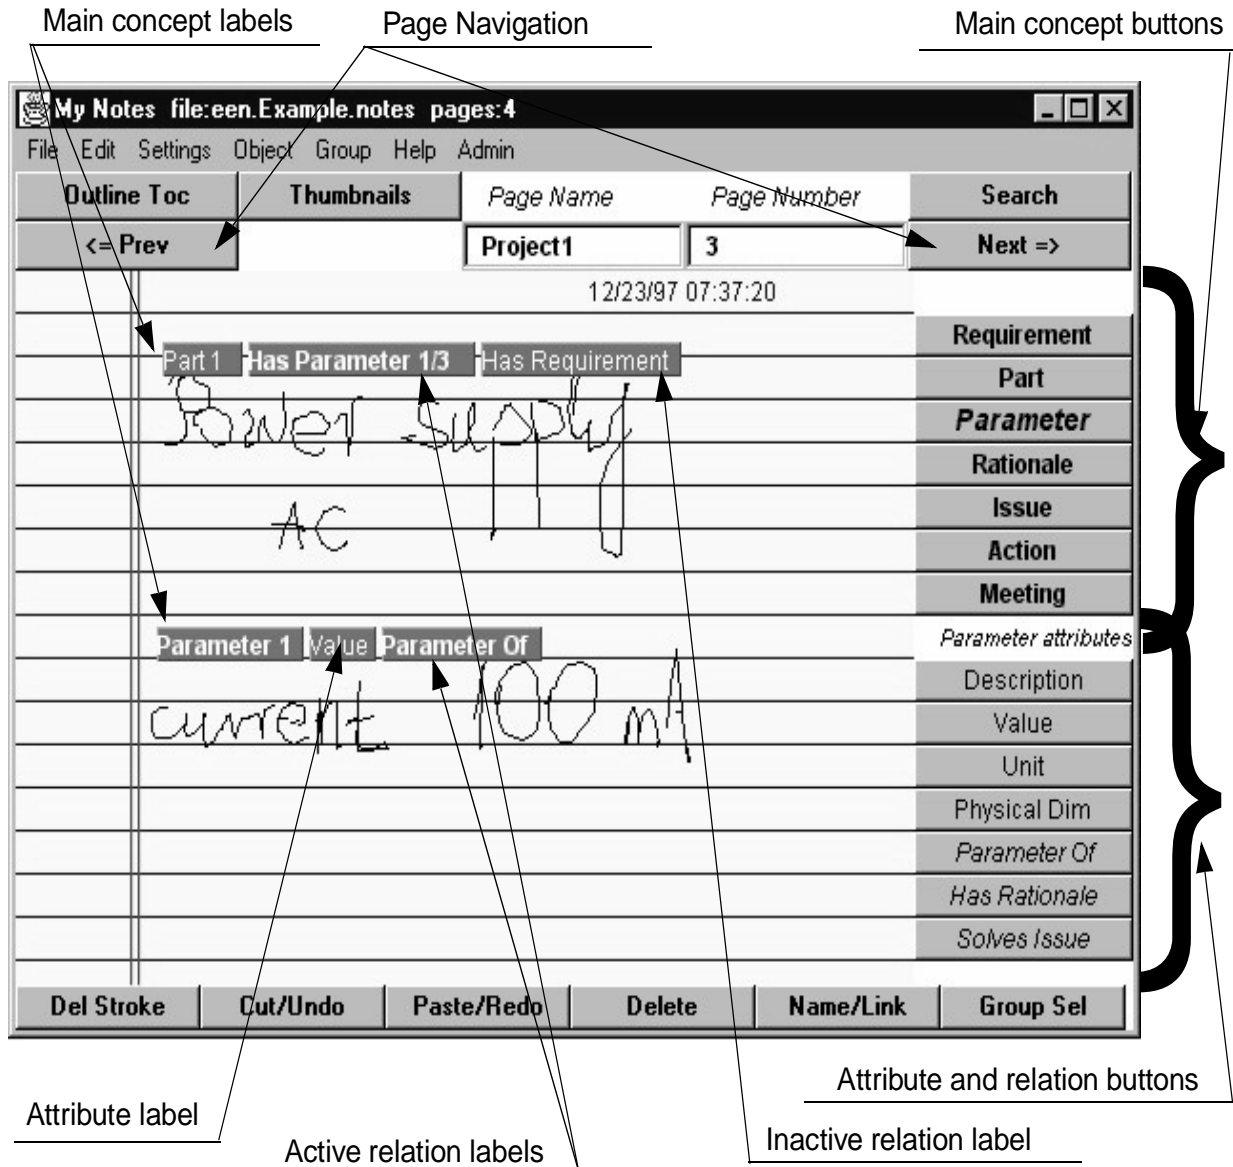 Main concept labels
Page Navigation
Main concept buttons
My Notes file:een.Example.notes pages:4
File Edit Settings Object Group Help Admin
Outline Toc Thumbnails Page Name Page Number Search
<= Prev Project1 3 Next =>
12/23/97 07:37:20
Requirement
Part 1 Has Parameter 1/3 Has Requirement
Part
Power supply
Parameter
Rationale
Issue
AC
Action
Meeting
Parameter 1 Value Parameter Of
Parameter attributes
Description
current 100 mA
Value
Unit
Physical Dim
Parameter Of
Has Rationale
Solves Issue
Del Stroke Cut/Undo Paste/Redo Delete Name/Link Group Sel
Attribute and relation buttons
Attribute label
Active relation labels
Inactive relation label